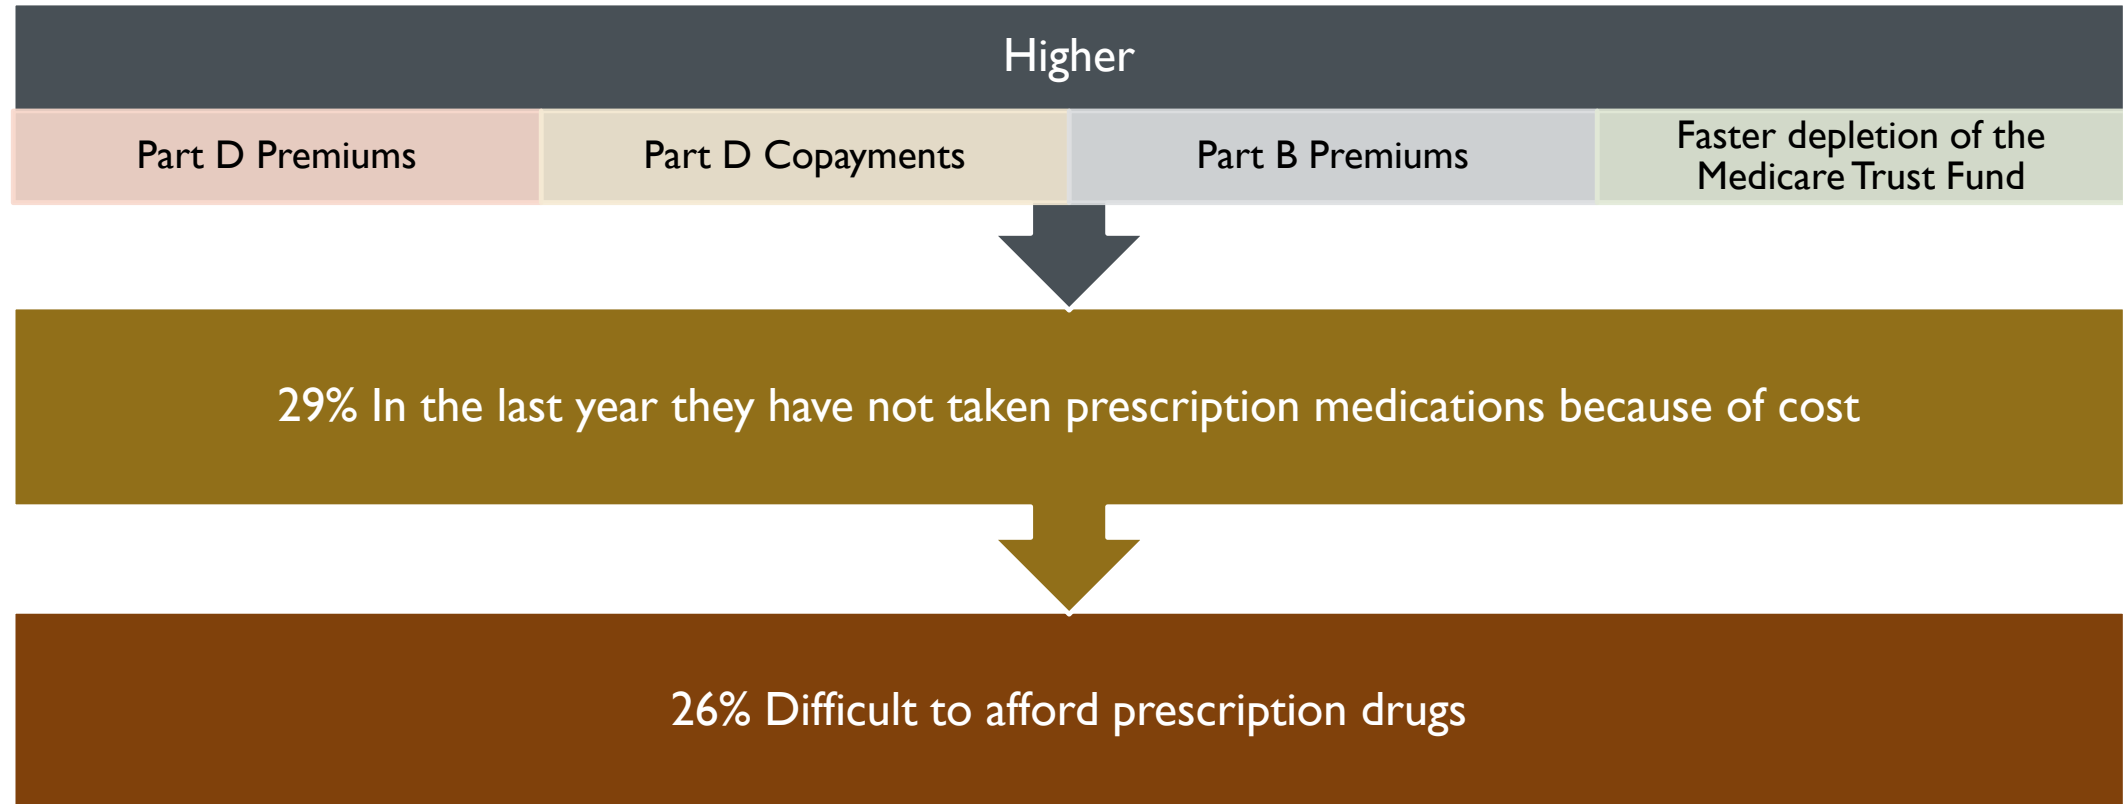 Higher
Part D Premiums
Part D Copayments
Part B Premiums
Faster depletion of the
Medicare Trust Fund
29% In the last year they have not taken prescription medications because of cost
26% Difficult to afford prescription drugs